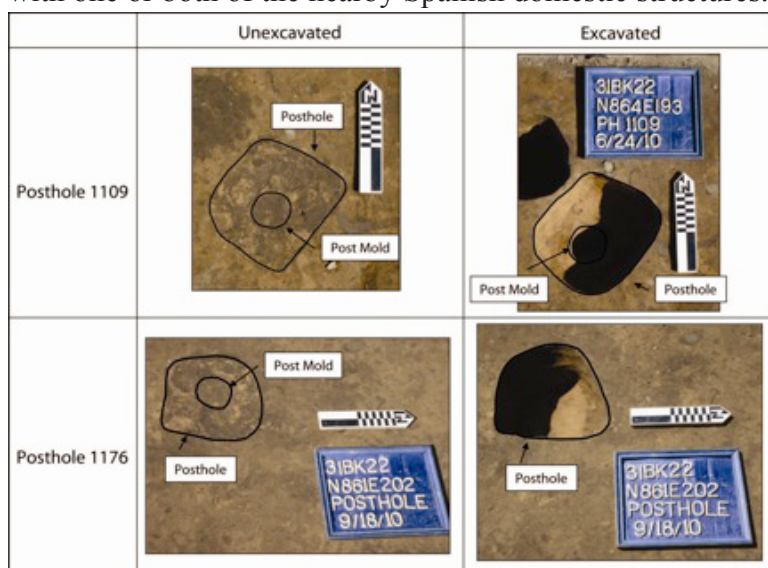 with one or both of the nearby Spanish domestic structures.
Unexcavated
Excavated
Posthole 1109
Posthole
Post Mold
31BK22
N864E193
PH 1109
6/24/10
Post Mold
Posthole
Posthole 1176
Post Mold
Posthole
31BK22
N861E202
POSTHOLE
9/18/10
Posthole
31BK22
N861E202
POSTHOLE
9/18/10